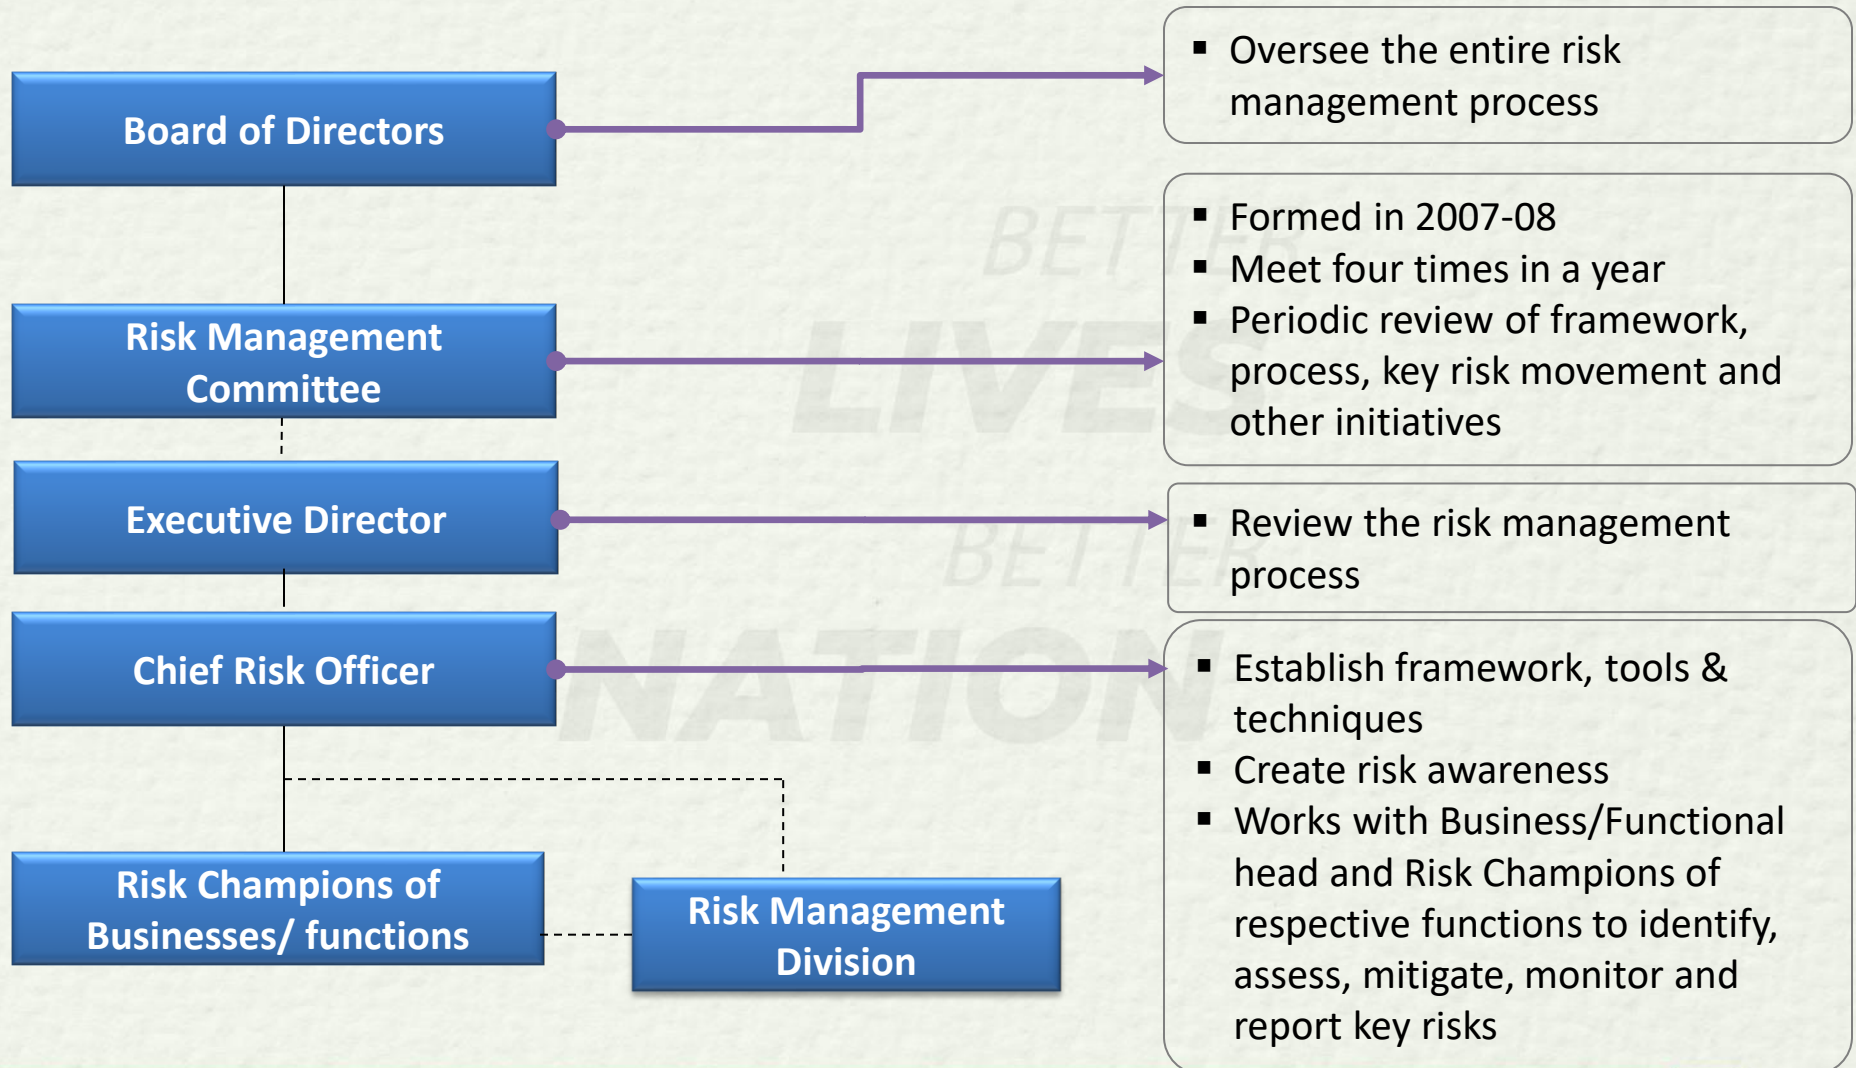 Board of Directors
▪ Oversee the entire risk
management process
Risk Management
Committee
▪ Formed in 2007-08
▪ Meet four times in a year
▪ Periodic review of framework,
process, key risk movement and
other initiatives
Executive Director
▪ Review the risk management
process
Chief Risk Officer
▪ Establish framework, tools &
techniques
▪ Create risk awareness
▪ Works with Business/Functional
head and Risk Champions of
respective functions to identify,
assess, mitigate, monitor and
report key risks
Risk Champions of
Businesses/ functions
Risk Management
Division
BETTER
LIVES
BETTER
NATION